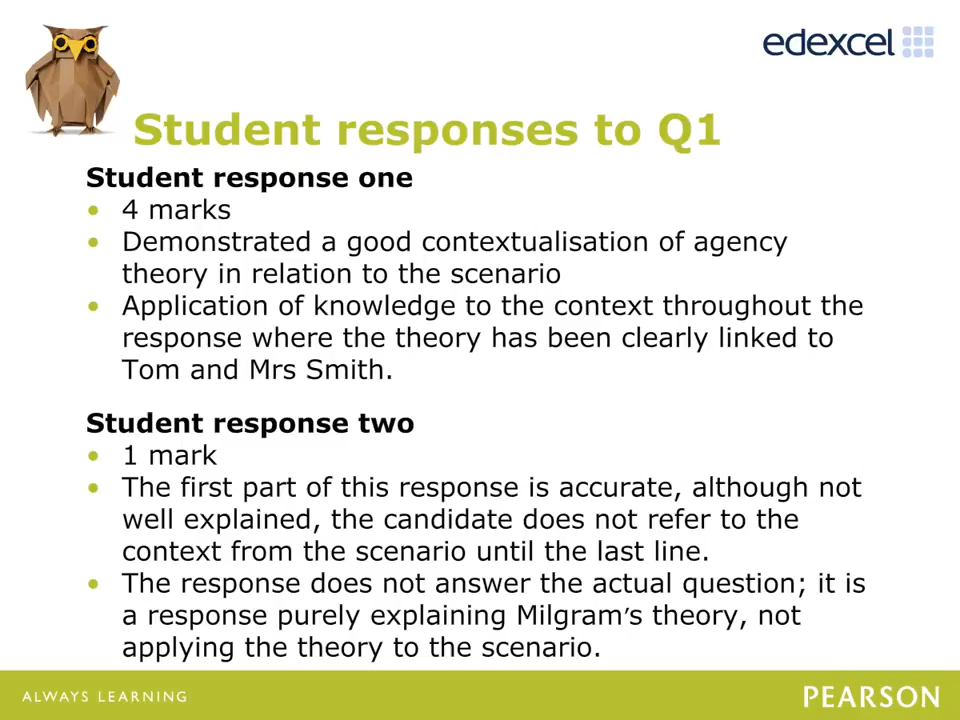 edexcel
Student responses to Q1
Student response one
• 4 marks
• Demonstrated a good contextualisation of agency
theory in relation to the scenario
• Application of knowledge to the context throughout the
response where the theory has been clearly linked to
Tom and Mrs Smith.
Student response two
• 1 mark
• The first part of this response is accurate, although not
well explained, the candidate does not refer to the
context from the scenario until the last line.
• The response does not answer the actual question; it is
a response purely explaining Milgram’s theory, not
applying the theory to the scenario.
ALWAYS LEARNING
PEARSON